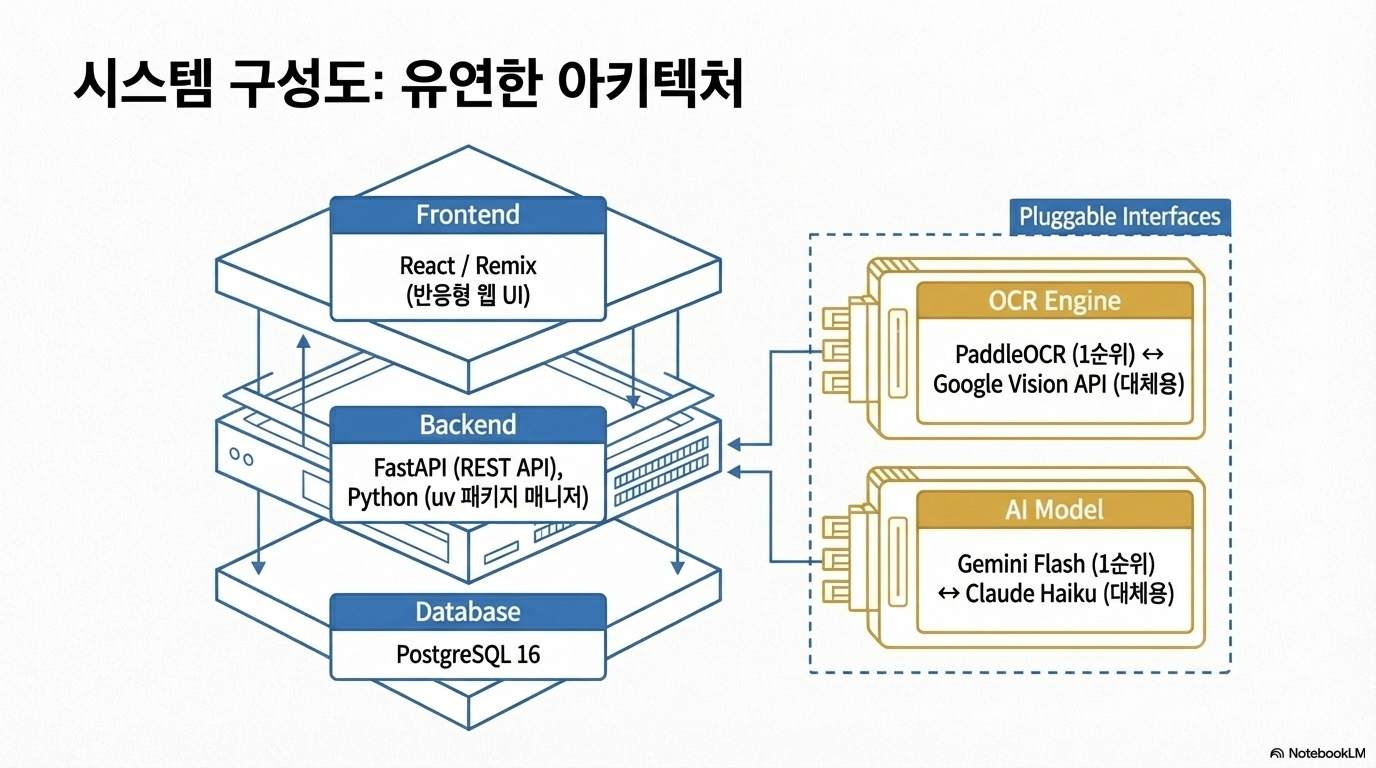 시스템 구성도: 유연한 아키텍처
Frontend
React / Remix
(반응형 웹 UI)
Backend
FastAPI (REST API),
Python (uv 패키지 매니저)
Database
PostgreSQL 16
Pluggable Interfaces
OCR Engine
PaddleOCR (1순위) ↔
Google Vision API (대체용)
AI Model
Gemini Flash (1순위)
↔ Claude Haiku (대체용)
NotebookLM